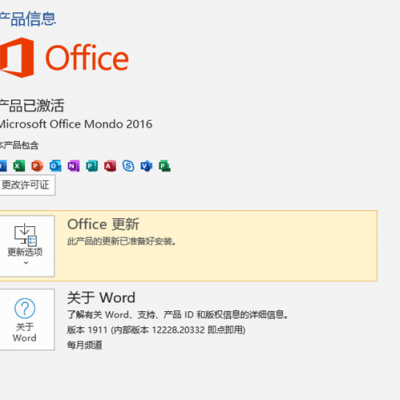 产品信息
Office
产品已激活
Microsoft Office Mondo 2016
本产品包含
更改许可证
Office 更新
此产品的更新已准备好安装。
更新选项
关于 Word
了解有关 Word、支持、产品 ID 和版权信息的详细信息。
版本 1911 (内部版本 12228.20332 即点即用)
每月频道
关于
Word